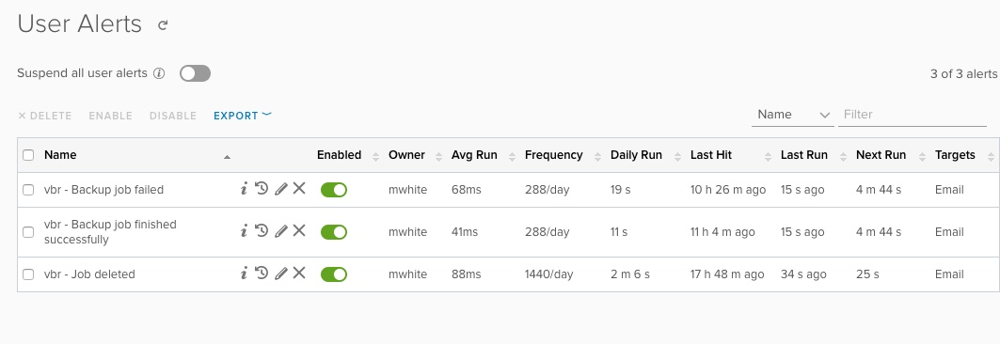 User Alerts
Suspend all user alerts i
3 of 3 alerts
× DELETE ENABLE DISABLE EXPORT Name Filter
Name Enabled Owner Avg Run Frequency Daily Run Last Hit Last Run Next Run Targets
vbr - Backup job failed i mwhite 68ms 288/day 19 s 10 h 26 m ago 15 s ago 4 m 44 s Email
vbr - Backup job finished
successfully i mwhite 41ms 288/day 11 s 11 h 4 m ago 15 s ago 4 m 44 s Email
vbr - Job deleted i mwhite 88ms 1440/day 2 m 6 s 17 h 48 m ago 34 s ago 25 s Email